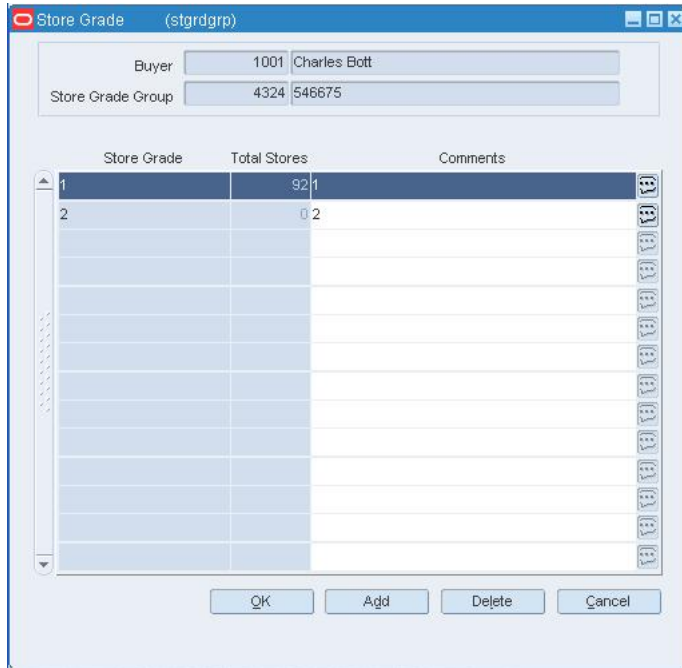 Store Grade (stgrdgrp)
Buyer 1001 Charles Bott
Store Grade Group 4324 546675
Store Grade Total Stores Comments
1 92 1
2 0 2
OK Add Delete Cancel